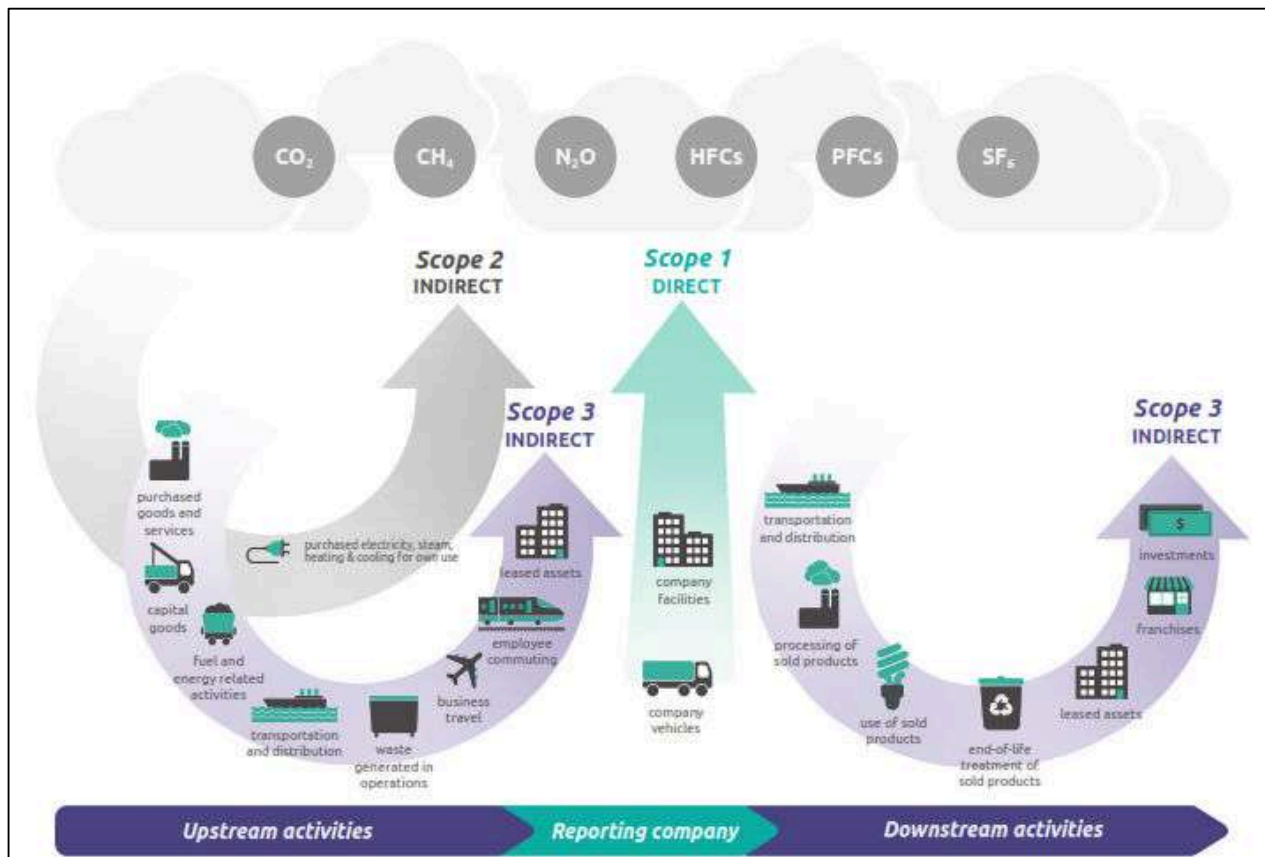 CO₂ CH₄ N₂O HFCs PFCs SF₆
Scope 2
INDIRECT
Scope 1
DIRECT
Scope 3
INDIRECT
Scope 3
INDIRECT
purchased
goods and
services
capital
goods
fuel and
energy related
activities
purchased electricity, steam,
heating & cooling for own use
transportation
and distribution
waste
generated in
operations
business
travel
employee
commuting
leased assets
company
facilities
company
vehicles
transportation
and distribution
processing of
sold products
use of sold
products
end-of-life
treatment of
sold products
leased assets
franchises
$
investments
Upstream activities
Reporting company
Downstream activities